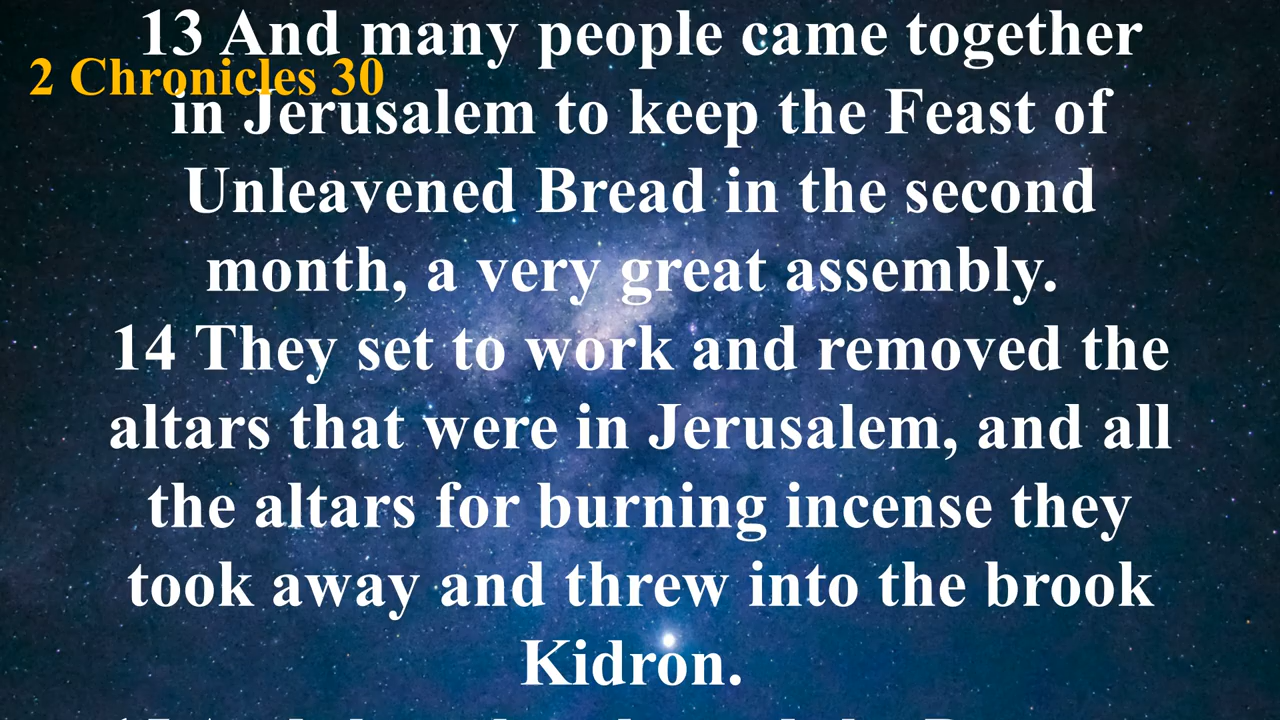 13 And many people came together
2 Chronicles 30
in Jerusalem to keep the Feast of
Unleavened Bread in the second
month, a very great assembly.
14 They set to work and removed the
altars that were in Jerusalem, and all
the altars for burning incense they
took away and threw into the brook
Kidron.